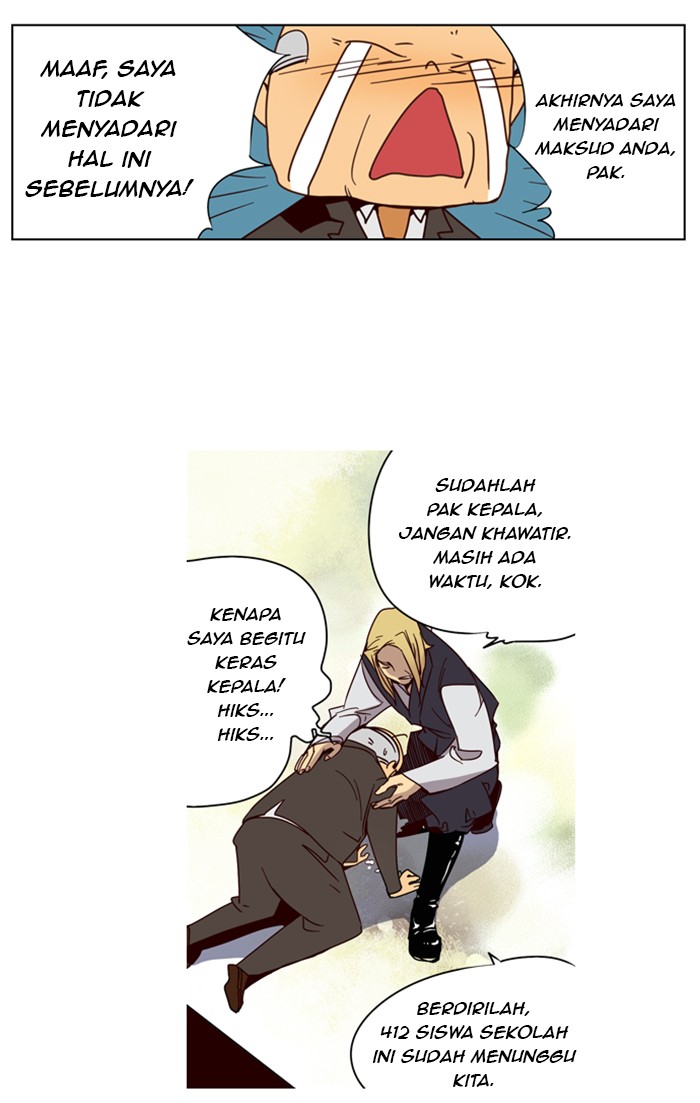 MAAF, SAYA
TIDAK
MENYADARI
HAL INI
SEBELUMNYA!
AKHIRNYA SAYA
MENYADARI
MAKSUD ANDA,
PAK.
SUDAHLAH
PAK KEPALA,
JANGAN KHAWATIR.
MASIH ADA
WAKTU, KOK.
KENAPA
SAYA BEGITU
KERAS
KEPALA!
HIKS...
HIKS...
BERDIRILAH,
412 SISWA SEKOLAH
INI SUDAH MENUNGGU
KITA.